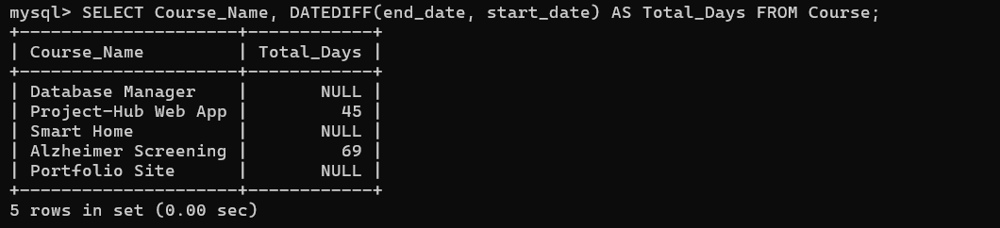 mysql> SELECT Course_Name, DATEDIFF(end_date, start_date) AS Total_Days FROM Course;
+---------------------+------------+
| Course_Name         | Total_Days |
+---------------------+------------+
| Database Manager    |       NULL |
| Project-Hub Web App |         45 |
| Smart Home          |       NULL |
| Alzheimer Screening |         69 |
| Portfolio Site      |       NULL |
+---------------------+------------+
5 rows in set (0.00 sec)